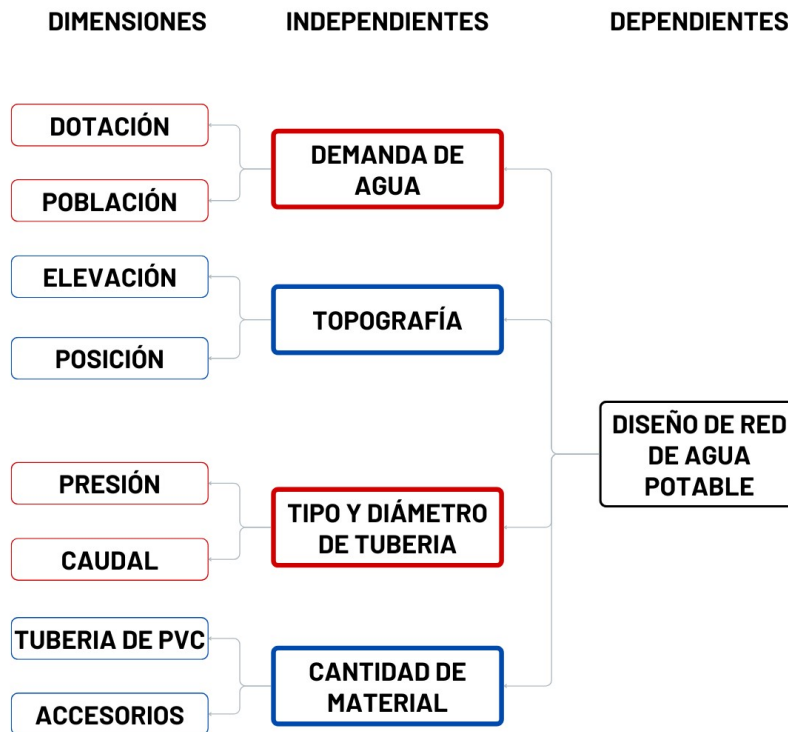 DIMENSIONES
INDEPENDIENTES
DEPENDIENTES
DOTACIÓN
POBLACIÓN
DEMANDA DE
AGUA
ELEVACIÓN
POSICIÓN
TOPOGRAFÍA
PRESIÓN
CAUDAL
TIPO Y DIÁMETRO
DE TUBERIA
TUBERIA DE PVC
ACCESORIOS
CANTIDAD DE
MATERIAL
DISEÑO DE RED
DE AGUA
POTABLE